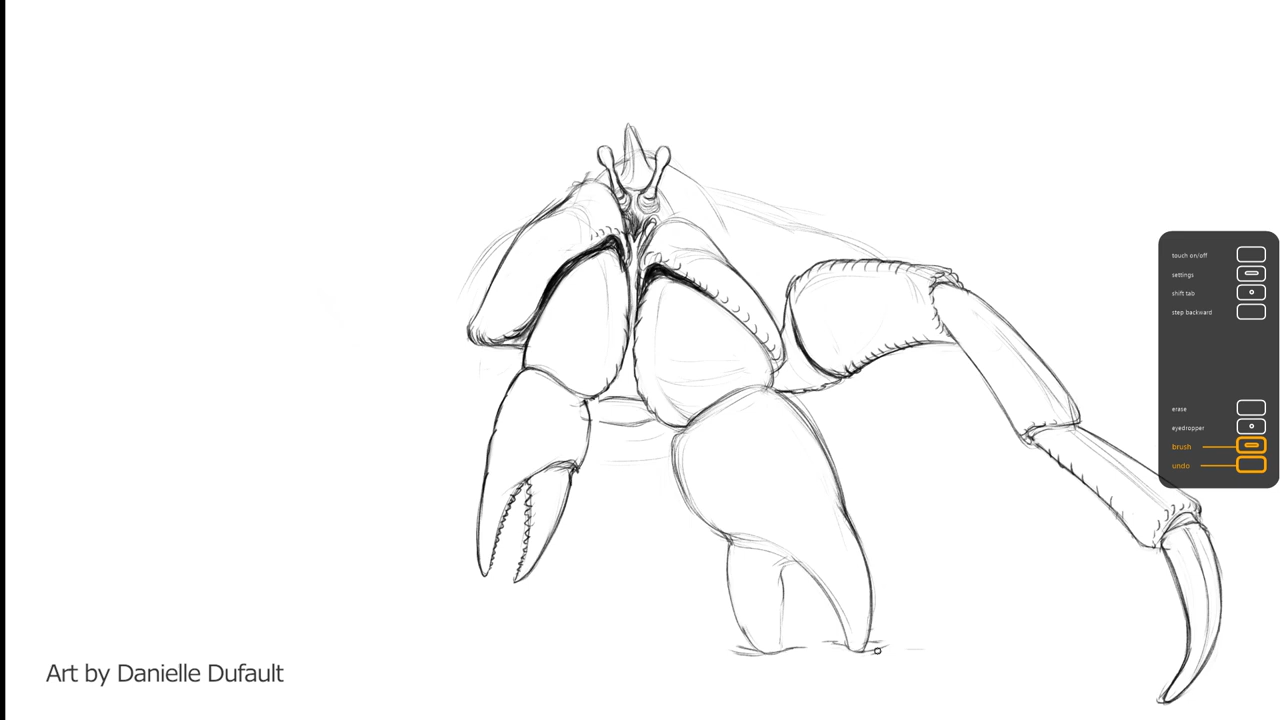 touch on/off
settings
shift tab
step backward
erase
eyedropper
brush
undo
Art by Danielle Dufault